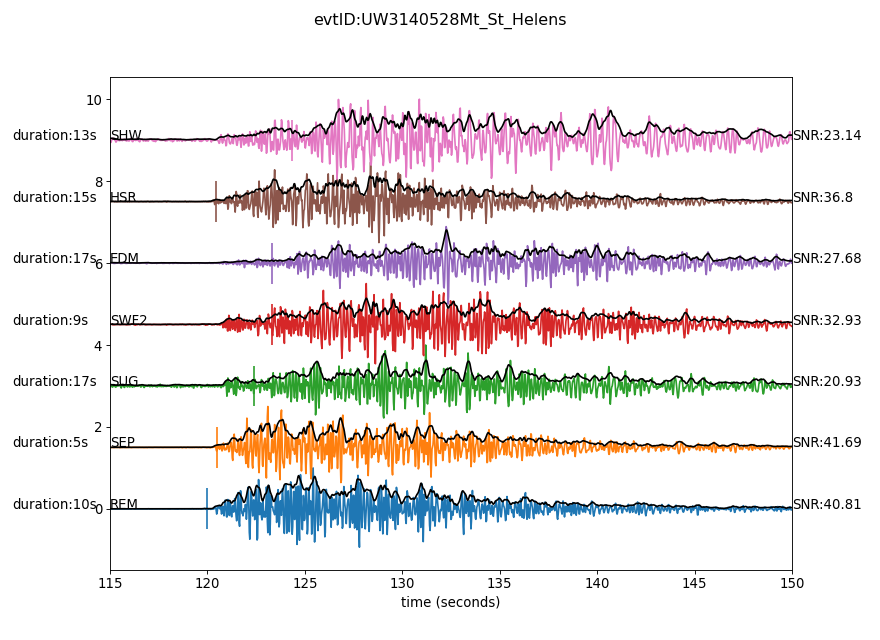 evtID:UW3140528Mt_St_Helens
10
duration:13s SHW SNR:23.14
8
duration:15s HSR SNR:36.8
duration:17s EDM SNR:27.68
6
duration:9s SWF2 SNR:32.93
4
duration:17s SUG SNR:20.93
2
duration:5s SEP SNR:41.69
duration:10s REM SNR:40.81
0
115 120 125 130 135 140 145 150
time (seconds)